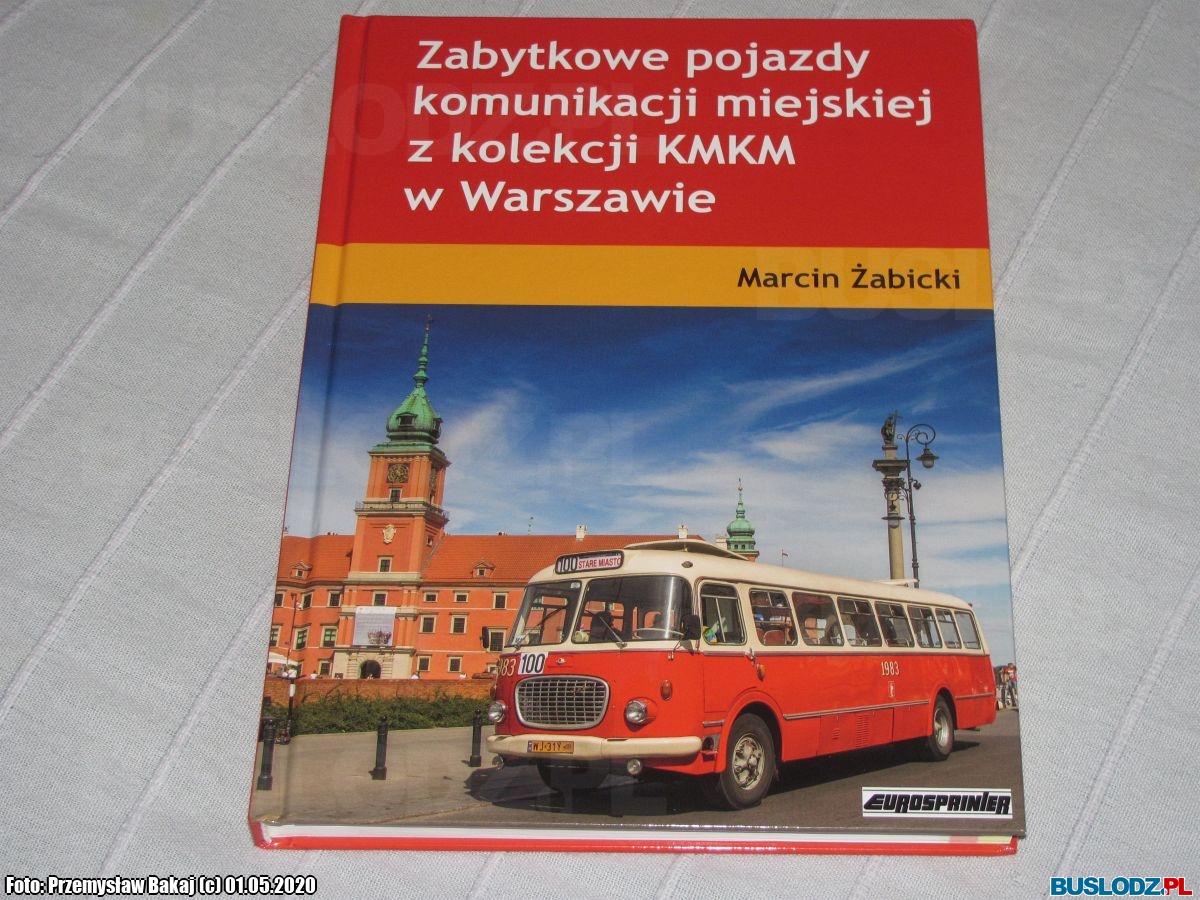 Zabytkowe pojazdy
komunikacji miejskiej
z kolekcji KMKM
w Warszawie
Marcin Żabicki
100 STARE MIASTO
983 100
1983
WJ-31Y
EUROSPRINTER
Foto: Przemysław Bakaj (c) 01.05.2020
BUSLODZ.PL